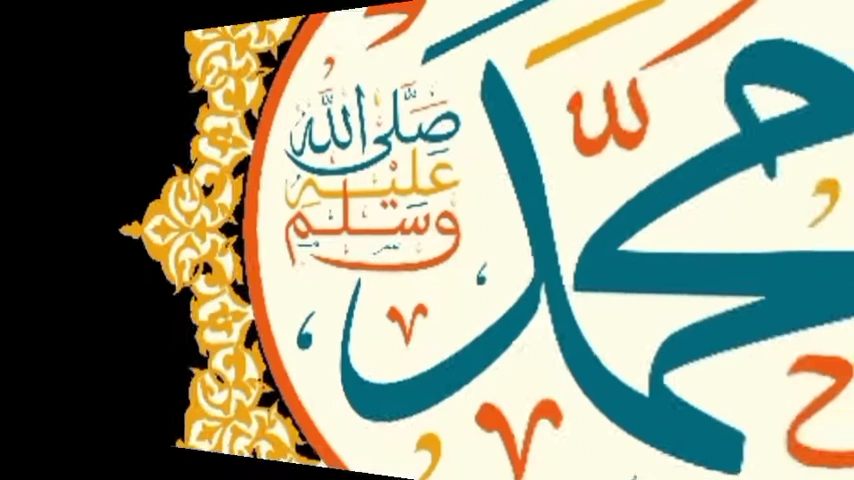 محمد
صلى الله
عليه
وسلم